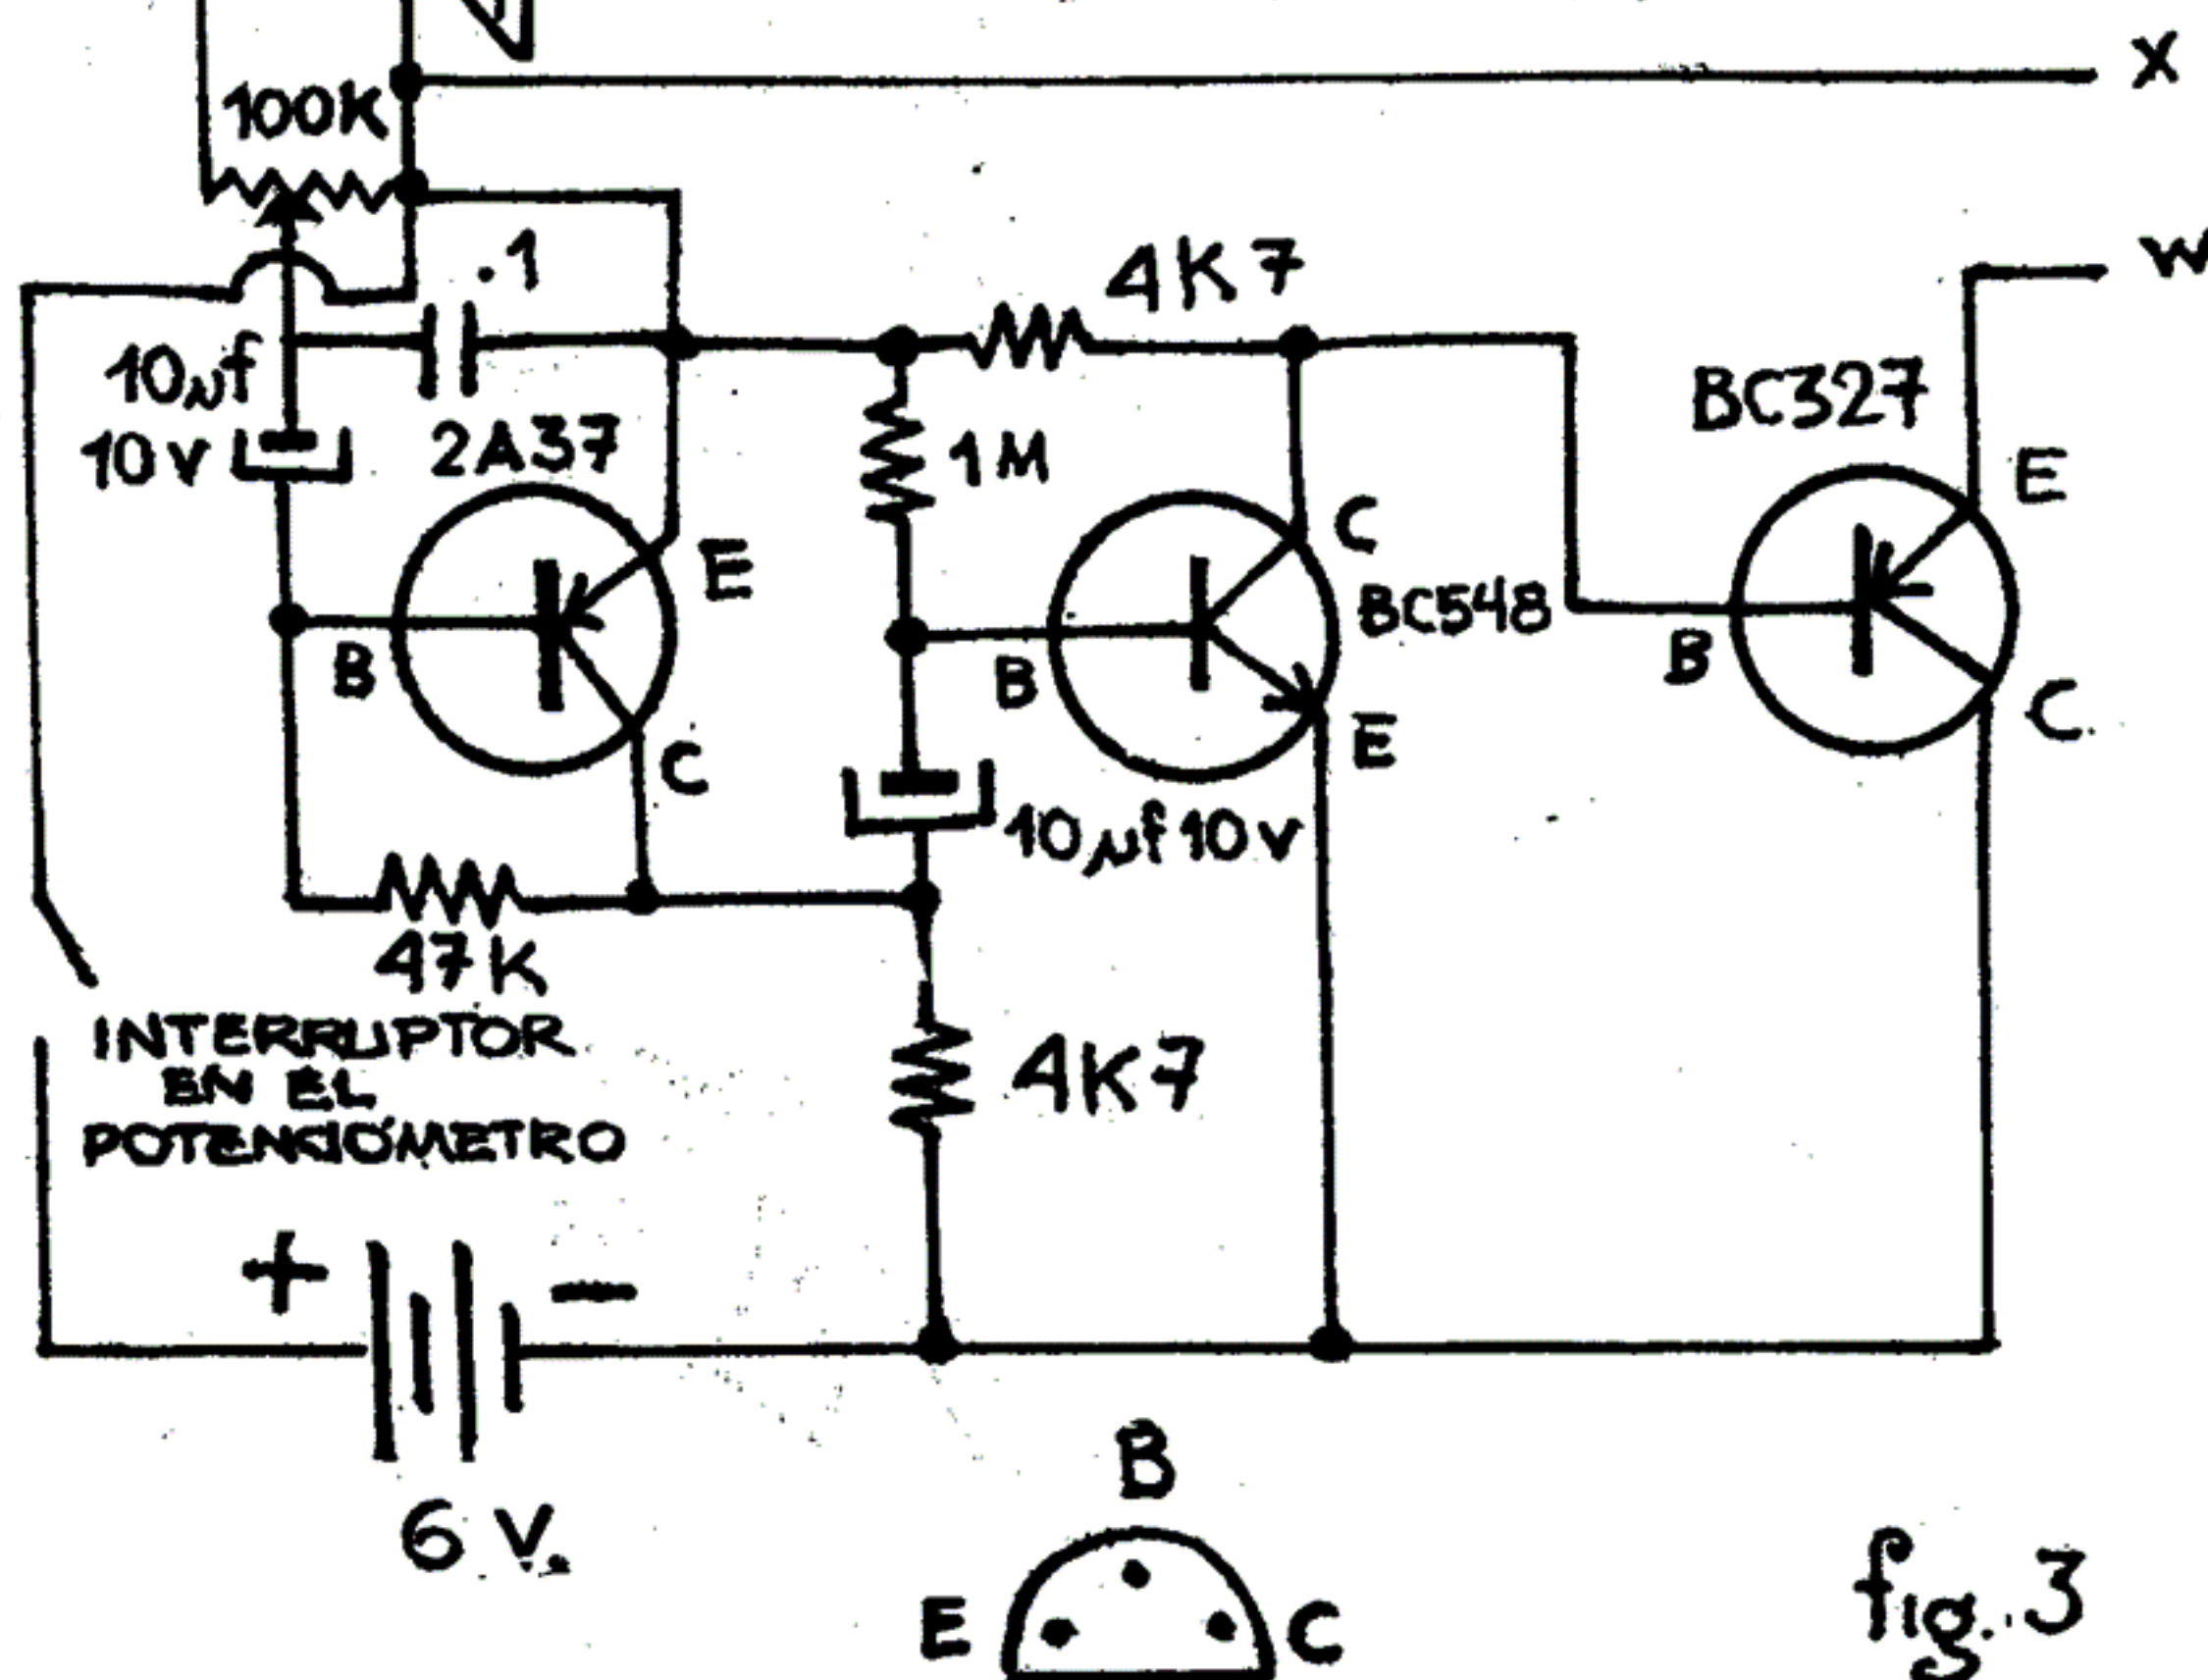 X
100K
W
.1
4K7
10µf
10V
2A37
1M
BC327
E
E
C
BC548
B
B
B
C
E
C.
10µf 10V
47K
INTERRUPTOR
EN EL
POTENCIÓMETRO
4K7
+
−
6 V.
B
E
C
fig. 3